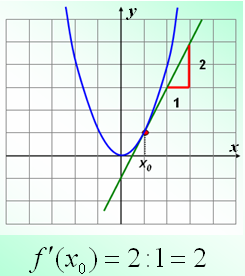 y
2
1
x
x₀
f′(x₀) = 2:1= 2